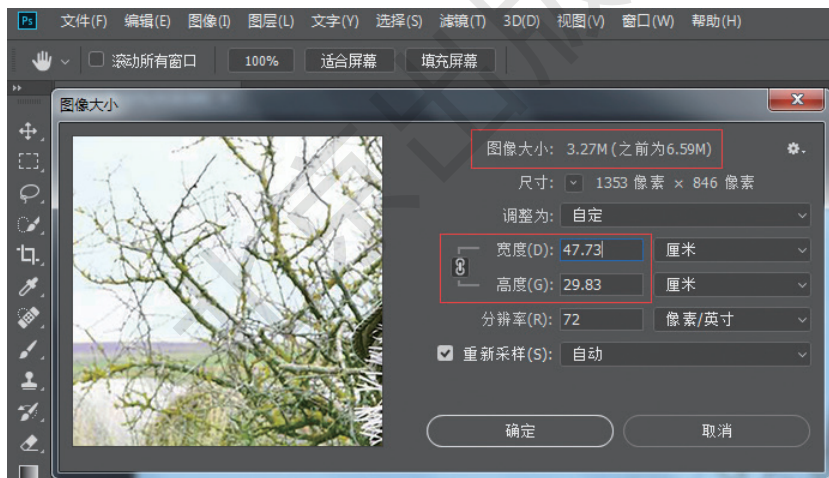 Ps 文件(F) 编辑(E) 图像(I) 图层(L) 文字(Y) 选择(S) 滤镜(T) 3D(D) 视图(V) 窗口(W) 帮助(H)
滚动所有窗口 100% 适合屏幕 填充屏幕
图像大小
图像大小: 3.27M (之前为6.59M)
尺寸: 1353 像素 × 846 像素
调整为: 自定
宽度(D): 47.73 厘米
高度(G): 29.83 厘米
分辨率(R): 72 像素/英寸
重新采样(S): 自动
确定 取消